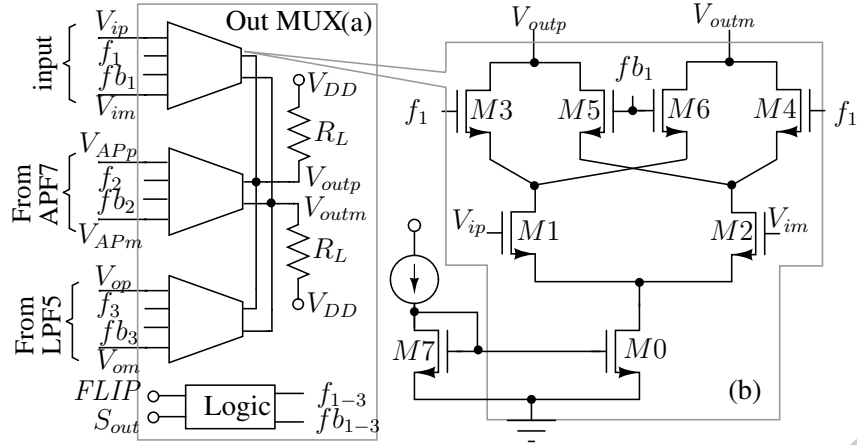 Out MUX(a)
input
V_ip
f_1
fb_1
V_im
From APF7
V_APp
f_2
fb_2
V_APm
From LPF5
V_op
f_3
fb_3
V_om
FLIP
S_out
Logic
f_1-3
fb_1-3
V_DD
R_L
V_outp
V_outm
R_L
V_DD
V_outp
V_outm
fb_1
f_1
M3
M5
M6
M4
f_1
V_ip
M1
M2
V_im
M7
M0
(b)